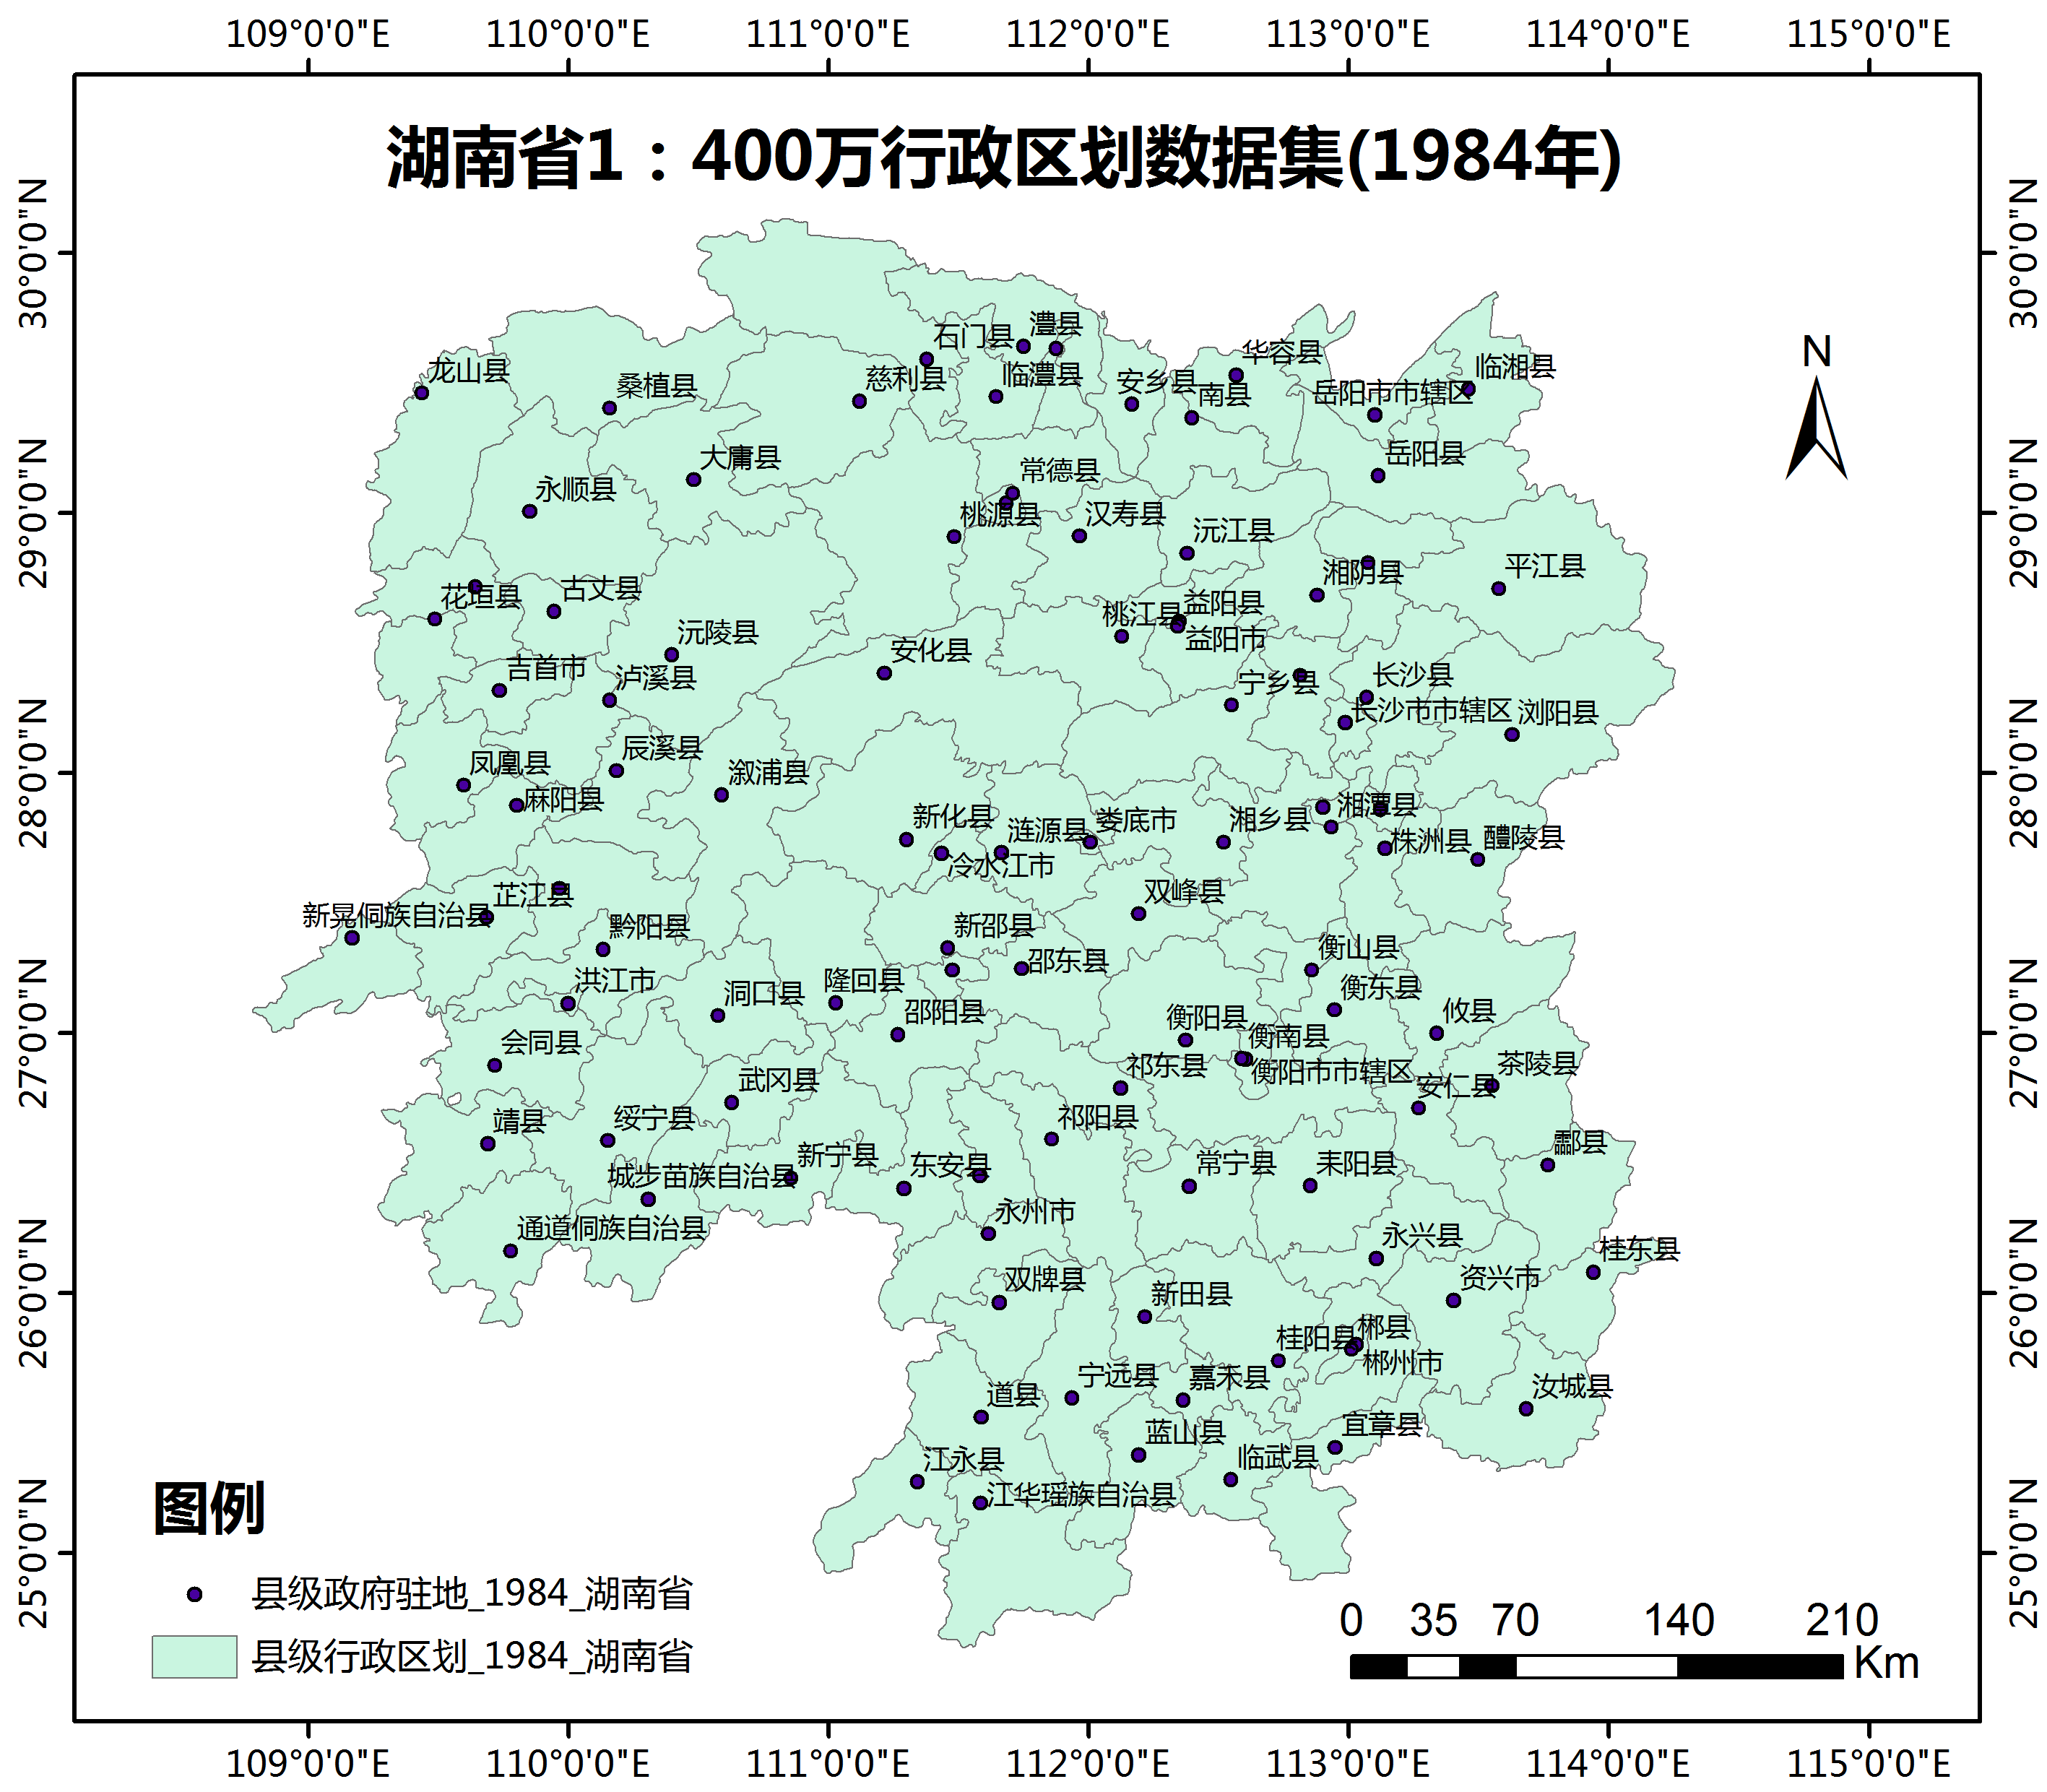 109°0'0"E 110°0'0"E 111°0'0"E 112°0'0"E 113°0'0"E 114°0'0"E 115°0'0"E
湖南省1：400万行政区划数据集(1984年)
30°0'0"N
30°0'0"N
29°0'0"N
29°0'0"N
28°0'0"N
28°0'0"N
27°0'0"N
27°0'0"N
26°0'0"N
26°0'0"N
25°0'0"N
25°0'0"N
N
澧县
石门县
华容县
临湘县
龙山县
慈利县
临澧县
桑植县
安乡县
南县
岳阳市市辖区
大庸县
岳阳县
常德县
永顺县
桃源县
汉寿县
沅江县
平江县
湘阴县
花垣县
古丈县
益阳县
桃江县
益阳市
沅陵县
安化县
吉首市
泸溪县
宁乡县
长沙县
长沙市市辖区
浏阳县
辰溪县
凤凰县
溆浦县
麻阳县
新化县
涟源县
娄底市
湘乡县
湘潭县
株洲县
醴陵县
冷水江市
芷江县
双峰县
新晃侗族自治县
黔阳县
新邵县
邵东县
衡山县
洪江市
洞口县
隆回县
衡东县
邵阳县
衡阳县
衡南县
攸县
会同县
祁东县
衡阳市市辖区
茶陵县
武冈县
安仁县
靖县
绥宁县
祁阳县
酃县
新宁县
东安县
常宁县
耒阳县
城步苗族自治县
永州市
通道侗族自治县
永兴县
桂东县
双牌县
新田县
资兴市
桂阳县
郴县
郴州市
宁远县
嘉禾县
汝城县
道县
蓝山县
宜章县
江永县
临武县
江华瑶族自治县
图例
县级政府驻地_1984_湖南省
县级行政区划_1984_湖南省
0 35 70 140 210
Km
109°0'0"E 110°0'0"E 111°0'0"E 112°0'0"E 113°0'0"E 114°0'0"E 115°0'0"E